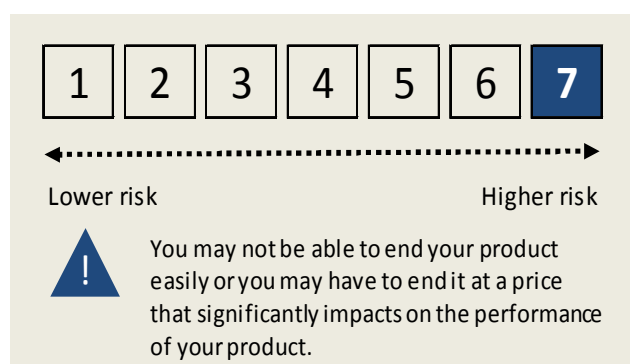 1 2 3 4 5 6 7
Lower risk Higher risk
!
You may not be able to end your product
easily or you may have to end it at a price
that significantly impacts on the performance
of your product.